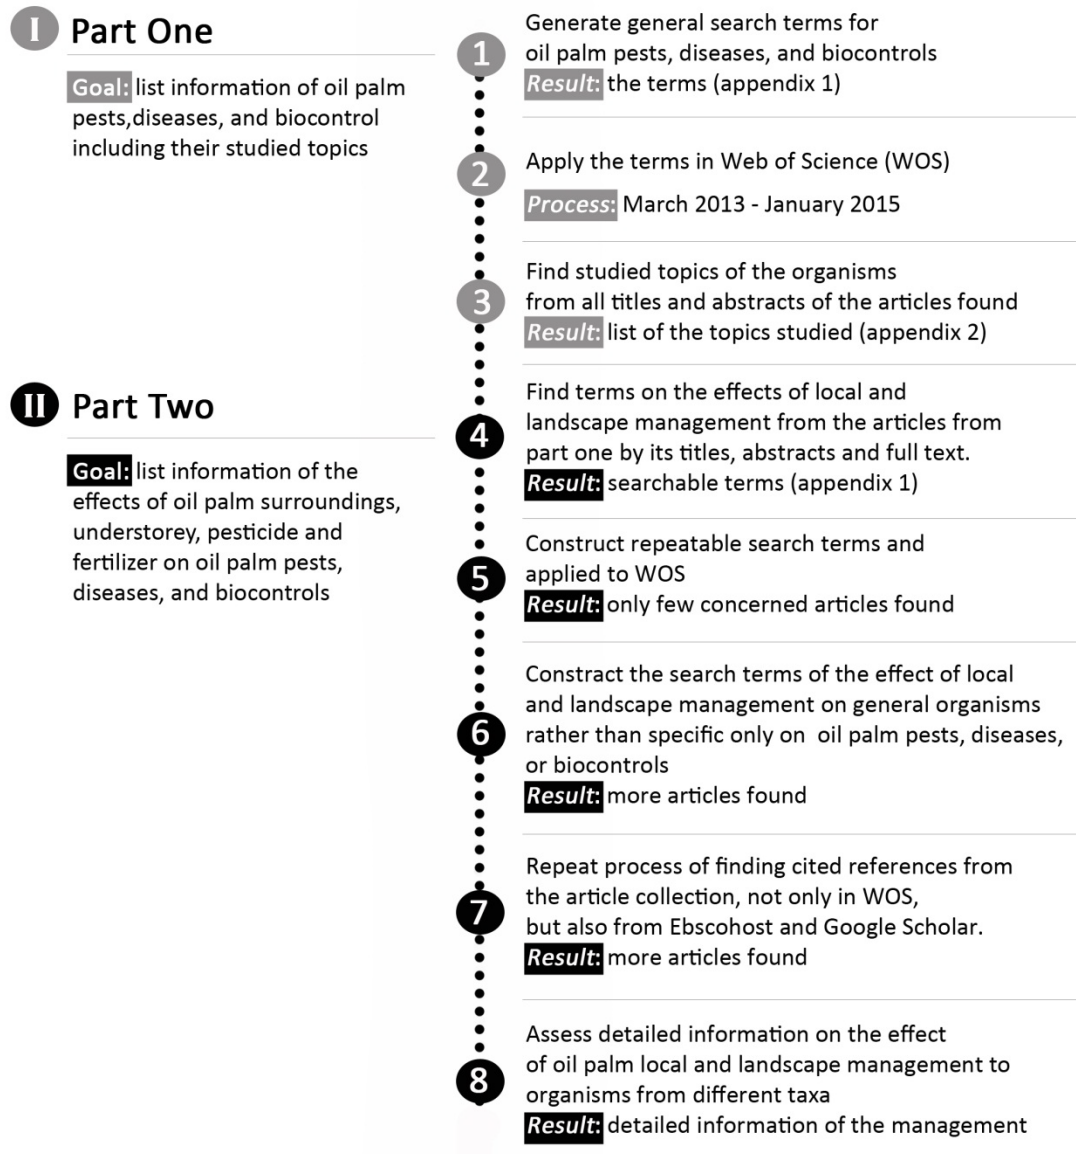 I Part One
Goal: list information of oil palm
pests,diseases, and biocontrol
including their studied topics
1
Generate general search terms for
oil palm pests, diseases, and biocontrols
Result: the terms (appendix 1)
2
Apply the terms in Web of Science (WOS)
Process: March 2013 - January 2015
3
Find studied topics of the organisms
from all titles and abstracts of the articles found
Result: list of the topics studied (appendix 2)
II Part Two
Goal: list information of the
effects of oil palm surroundings,
understorey, pesticide and
fertilizer on oil palm pests,
diseases, and biocontrols
4
Find terms on the effects of local and
landscape management from the articles from
part one by its titles, abstracts and full text.
Result: searchable terms (appendix 1)
5
Construct repeatable search terms and
applied to WOS
Result: only few concerned articles found
6
Constract the search terms of the effect of local
and landscape management on general organisms
rather than specific only on oil palm pests, diseases,
or biocontrols
Result: more articles found
7
Repeat process of finding cited references from
the article collection, not only in WOS,
but also from Ebscohost and Google Scholar.
Result: more articles found
8
Assess detailed information on the effect
of oil palm local and landscape management to
organisms from different taxa
Result: detailed information of the management